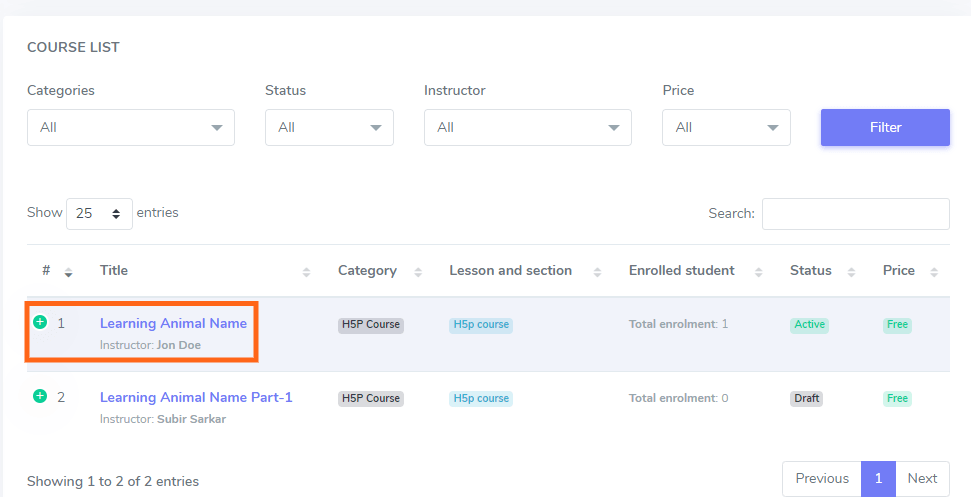 COURSE LIST
Categories Status Instructor Price
All All All All Filter
Show 25 entries Search:
# Title Category Lesson and section Enrolled student Status Price
1 Learning Animal Name H5P Course H5p course Total enrolment: 1 Active Free
Instructor: Jon Doe
2 Learning Animal Name Part-1 H5P Course H5p course Total enrolment: 0 Draft Free
Instructor: Subir Sarkar
Showing 1 to 2 of 2 entries Previous 1 Next